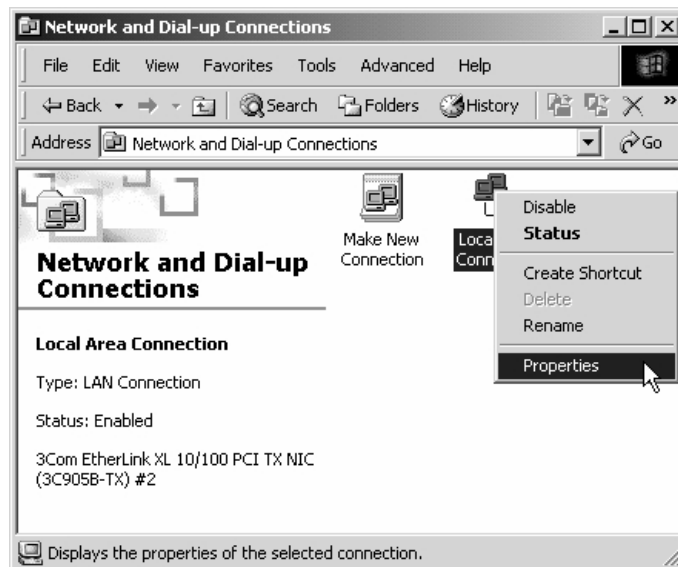 Network and Dial-up Connections
File Edit View Favorites Tools Advanced Help
Back Search Folders History »
Address Network and Dial-up Connections Go
Make New
Connection
Loca
Conn
Disable
Status
Create Shortcut
Delete
Rename
Properties
Network and Dial-up
Connections
Local Area Connection
Type: LAN Connection
Status: Enabled
3Com EtherLink XL 10/100 PCI TX NIC
(3C905B-TX) #2
Displays the properties of the selected connection.